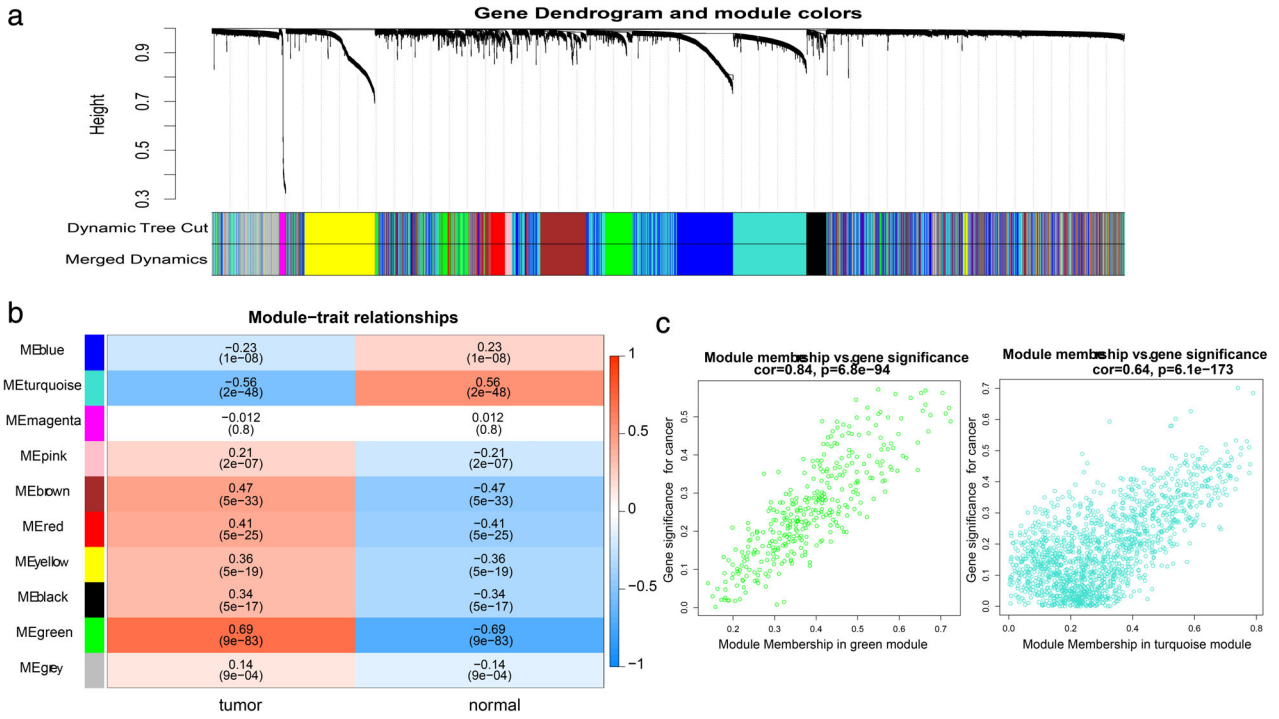 a
Gene Dendrogram and module colors
Height
0.9
0.7
0.5
0.3
Dynamic Tree Cut
Merged Dynamics
b
Module−trait relationships
MEblue
−0.23
(1e−08)
0.23
(1e−08)
MEturquoise
−0.56
(2e−48)
0.56
(2e−48)
MEmagenta
−0.012
(0.8)
0.012
(0.8)
MEpink
0.21
(2e−07)
−0.21
(2e−07)
MEbrown
0.47
(5e−33)
−0.47
(5e−33)
MEred
0.41
(5e−25)
−0.41
(5e−25)
MEyellow
0.36
(5e−19)
−0.36
(5e−19)
MEblack
0.34
(5e−17)
−0.34
(5e−17)
MEgreen
0.69
(9e−83)
−0.69
(9e−83)
MEgrey
0.14
(9e−04)
−0.14
(9e−04)
tumor
normal
1
0.5
0
−0.5
−1
c
Module membership vs. gene significance
cor=0.84, p=6.8e−94
Gene significance for cancer
0.5
0.4
0.3
0.2
0.1
0.0
0.2
0.3
0.4
0.5
0.6
0.7
Module Membership in green module
Module membership vs. gene significance
cor=0.64, p=6.1e−173
Gene significance for cancer
0.7
0.6
0.5
0.4
0.3
0.2
0.1
0.0
0.0
0.2
0.4
0.6
0.8
Module Membership in turquoise module